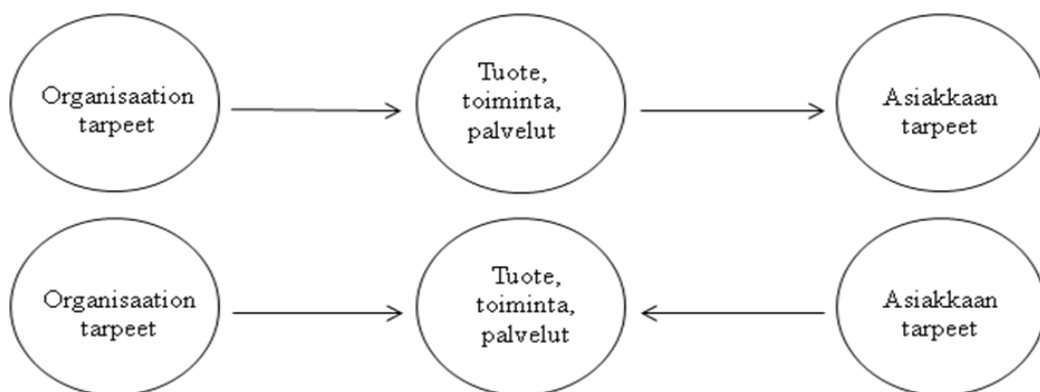 Organisaation
tarpeet
Tuote,
toiminta,
palvelut
Asiakkaan
tarpeet
Organisaation
tarpeet
Tuote,
toiminta,
palvelut
Asiakkaan
tarpeet